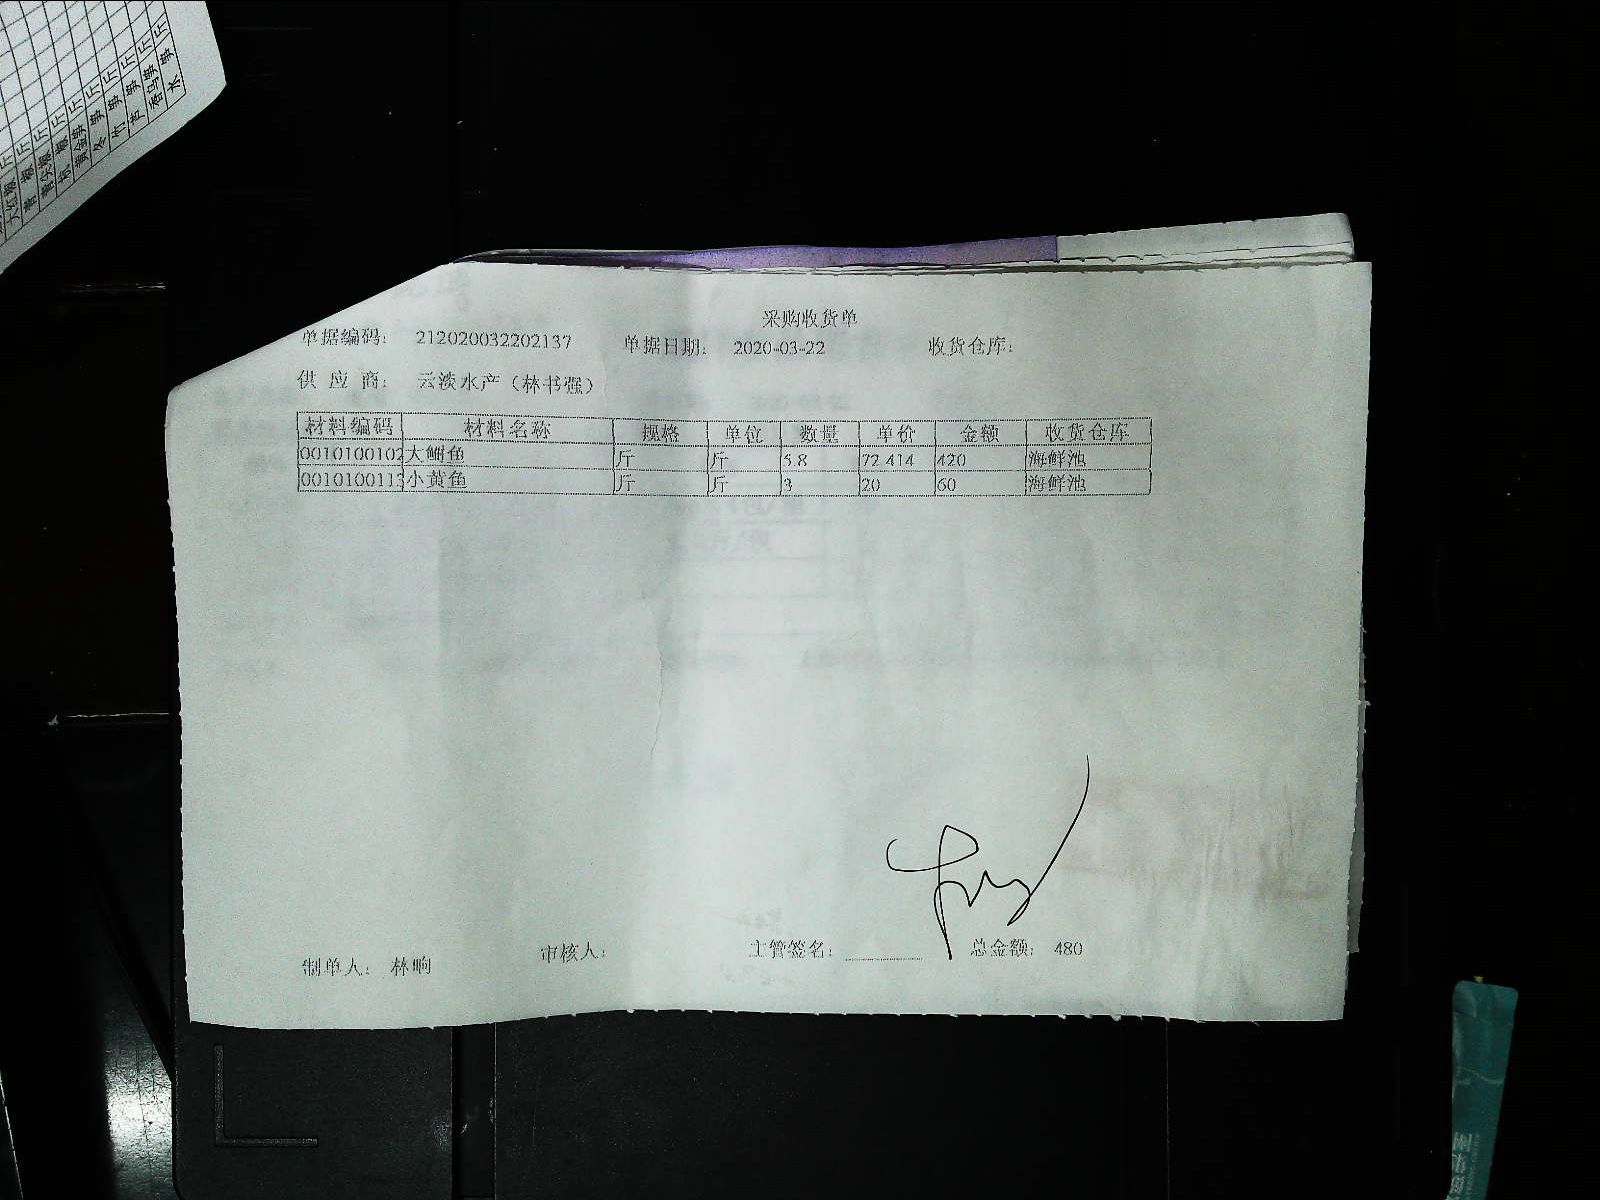 采购收货单
单据编码: 212020032202137 单据日期: 2020-03-22 收货仓库:
供 应 商: 云淡水产（林书强）
材料编码 材料名称 规格 单位 数量 单价 金额 收货仓库
0010100102 大鮰鱼 斤 斤 5.8 72.414 420 海鲜池
0010100113 小黄鱼 斤 斤 3 20 60 海鲜池
制单人: 林晌 审核人: 主管签名: 总金额: 480